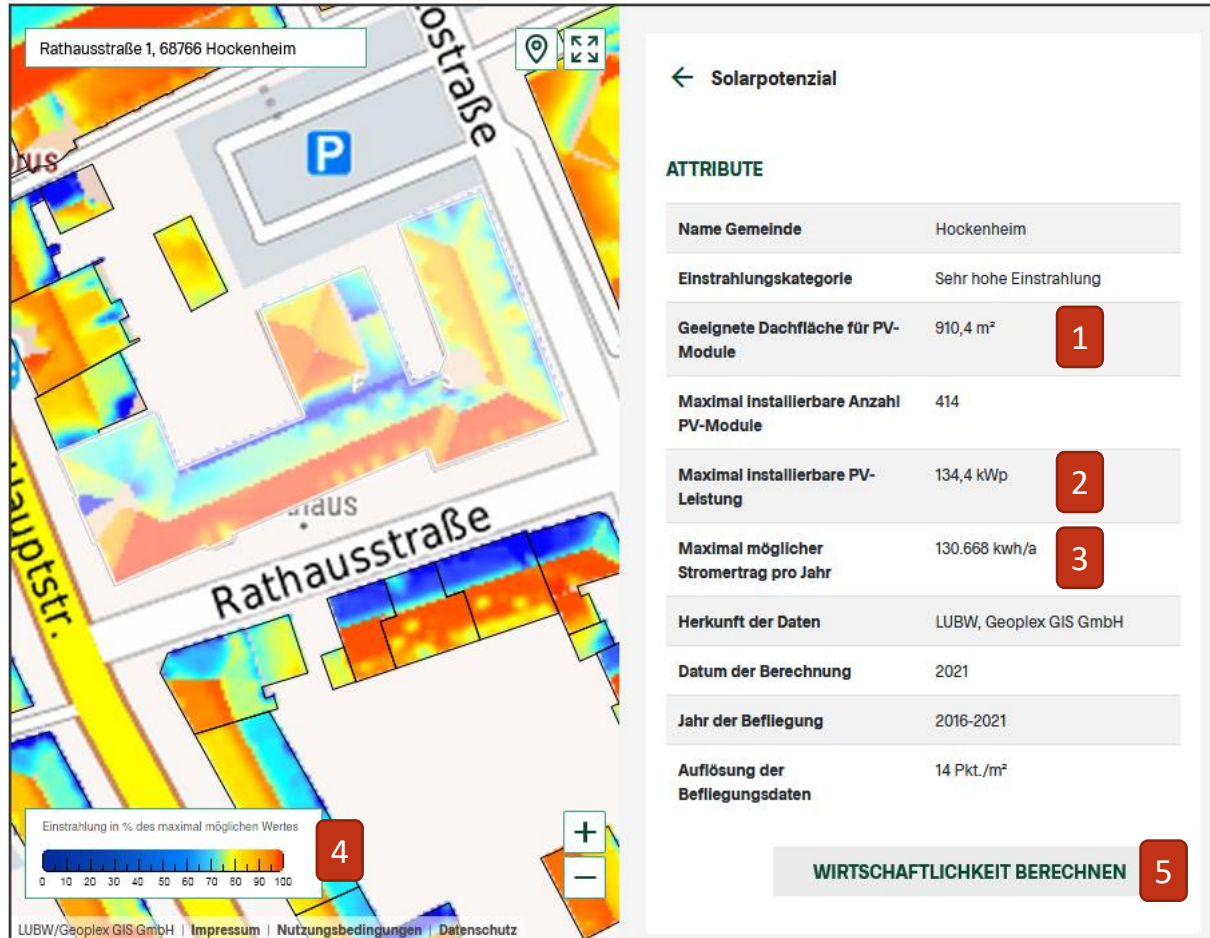 Rathausstraße 1, 68766 Hockenheim
P
Rathausstraße
Hauptstr.
Einstrahlung in % des maximal möglichen Wertes
0 10 20 30 40 50 60 70 80 90 100
4
+
−
LUBW/Geoplex GIS GmbH | Impressum | Nutzungsbedingungen | Datenschutz
← Solarpotenzial
ATTRIBUTE
Name Gemeinde Hockenheim
Einstrahlungskategorie Sehr hohe Einstrahlung
Geeignete Dachfläche für PV- 910,4 m² 1
Module
Maximal installierbare Anzahl 414
PV-Module
Maximal installierbare PV- 134,4 kWp 2
Leistung
Maximal möglicher 130.668 kwh/a 3
Stromertrag pro Jahr
Herkunft der Daten LUBW, Geoplex GIS GmbH
Datum der Berechnung 2021
Jahr der Befliegung 2016-2021
Auflösung der 14 Pkt./m²
Befliegungsdaten
WIRTSCHAFTLICHKEIT BERECHNEN 5